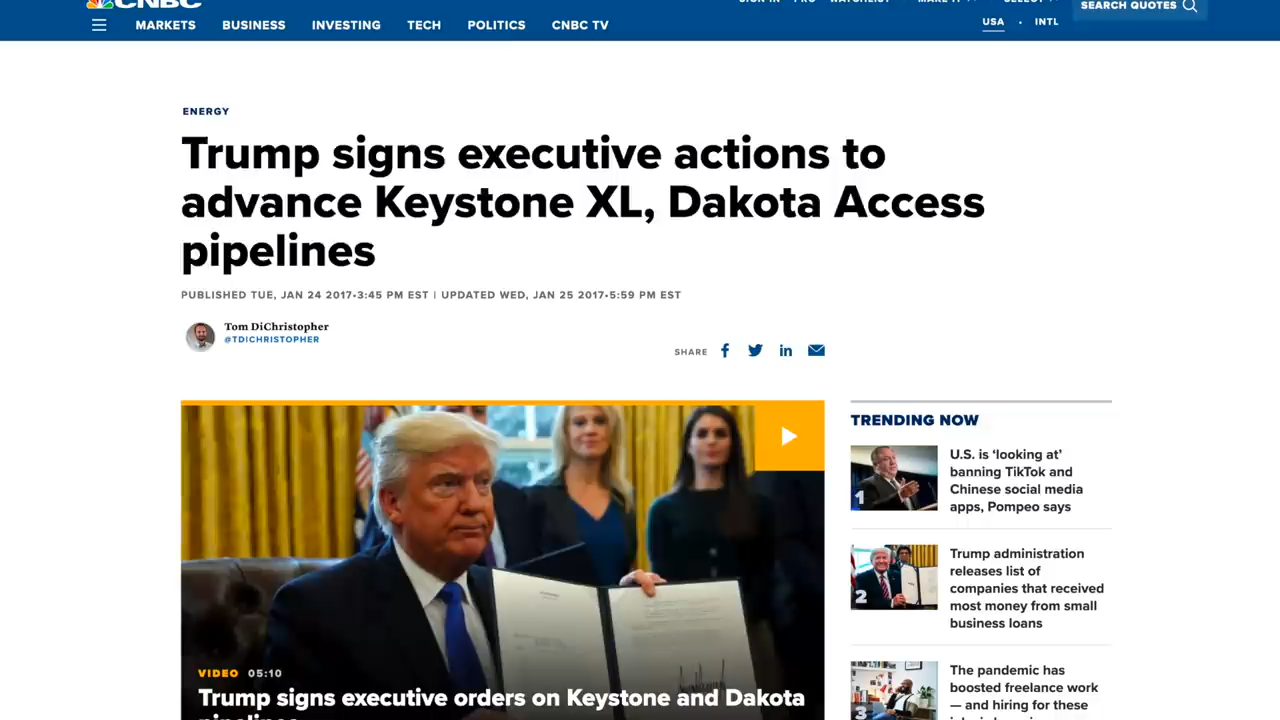 CNBC
SEARCH QUOTES
MARKETS BUSINESS INVESTING TECH POLITICS CNBC TV
USA · INTL
ENERGY
Trump signs executive actions to
advance Keystone XL, Dakota Access
pipelines
PUBLISHED TUE, JAN 24 2017•3:45 PM EST | UPDATED WED, JAN 25 2017•5:59 PM EST
Tom DiChristopher
@TDICHRISTOPHER
SHARE
VIDEO 05:10
Trump signs executive orders on Keystone and Dakota
TRENDING NOW
1
U.S. is ‘looking at’
banning TikTok and
Chinese social media
apps, Pompeo says
2
Trump administration
releases list of
companies that received
most money from small
business loans
3
The pandemic has
boosted freelance work
— and hiring for these